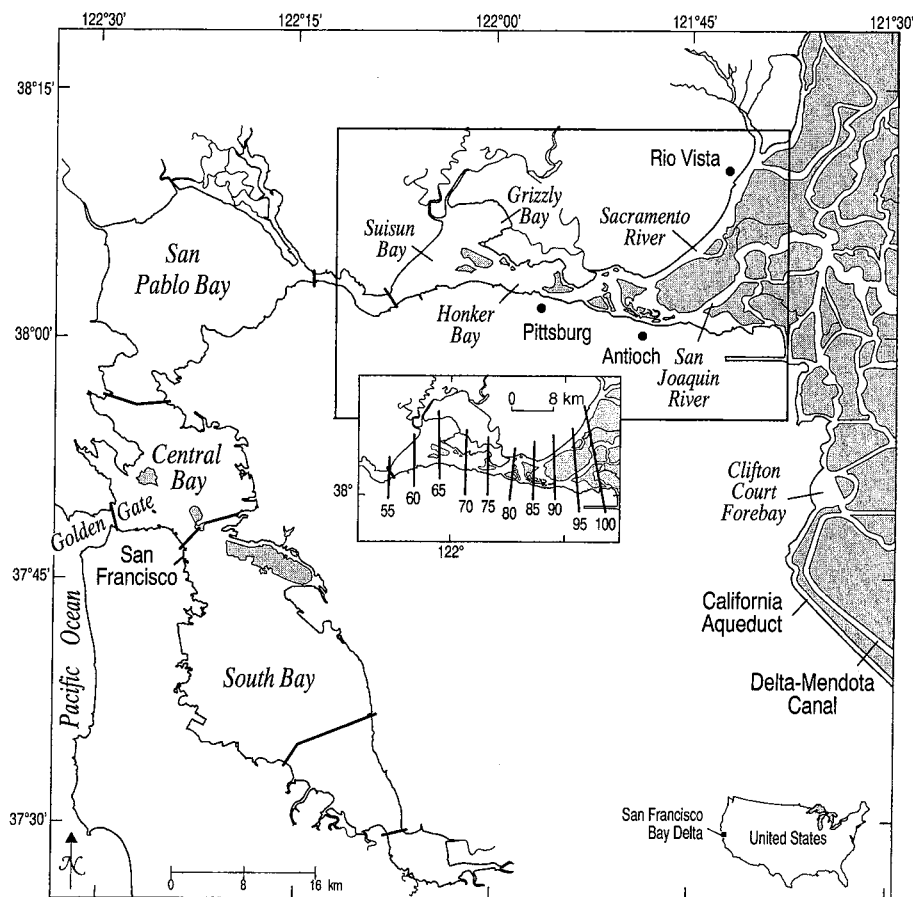 122°30'
122°15'
122°00'
121°45'
121°30'
38°15'
38°00'
37°45'
37°30'
Rio Vista
Grizzly
Bay
Suisun
Bay
Sacramento
River
San
Pablo Bay
Honker
Bay
Pittsburg
Antioch
San
Joaquin
River
0 8 km
38°
55
60
65
70
75
80
85
90
95
100
122°
Central
Bay
Golden Gate
San
Francisco
Clifton
Court
Forebay
California
Aqueduct
Delta-Mendota
Canal
Pacific Ocean
South Bay
San Francisco
Bay Delta
United States
N
0 8 16 km